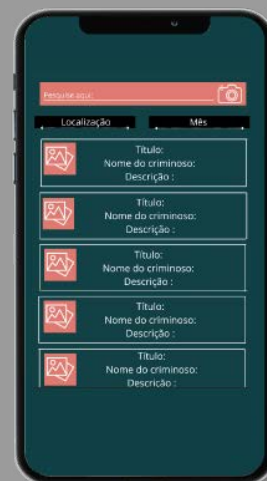 Pesquise aqui:
Localização
Mês
Título:
Nome do criminoso:
Descrição :
Título:
Nome do criminoso:
Descrição :
Título:
Nome do criminoso:
Descrição :
Título:
Nome do criminoso:
Descrição :
Título:
Nome do criminoso:
Descrição :